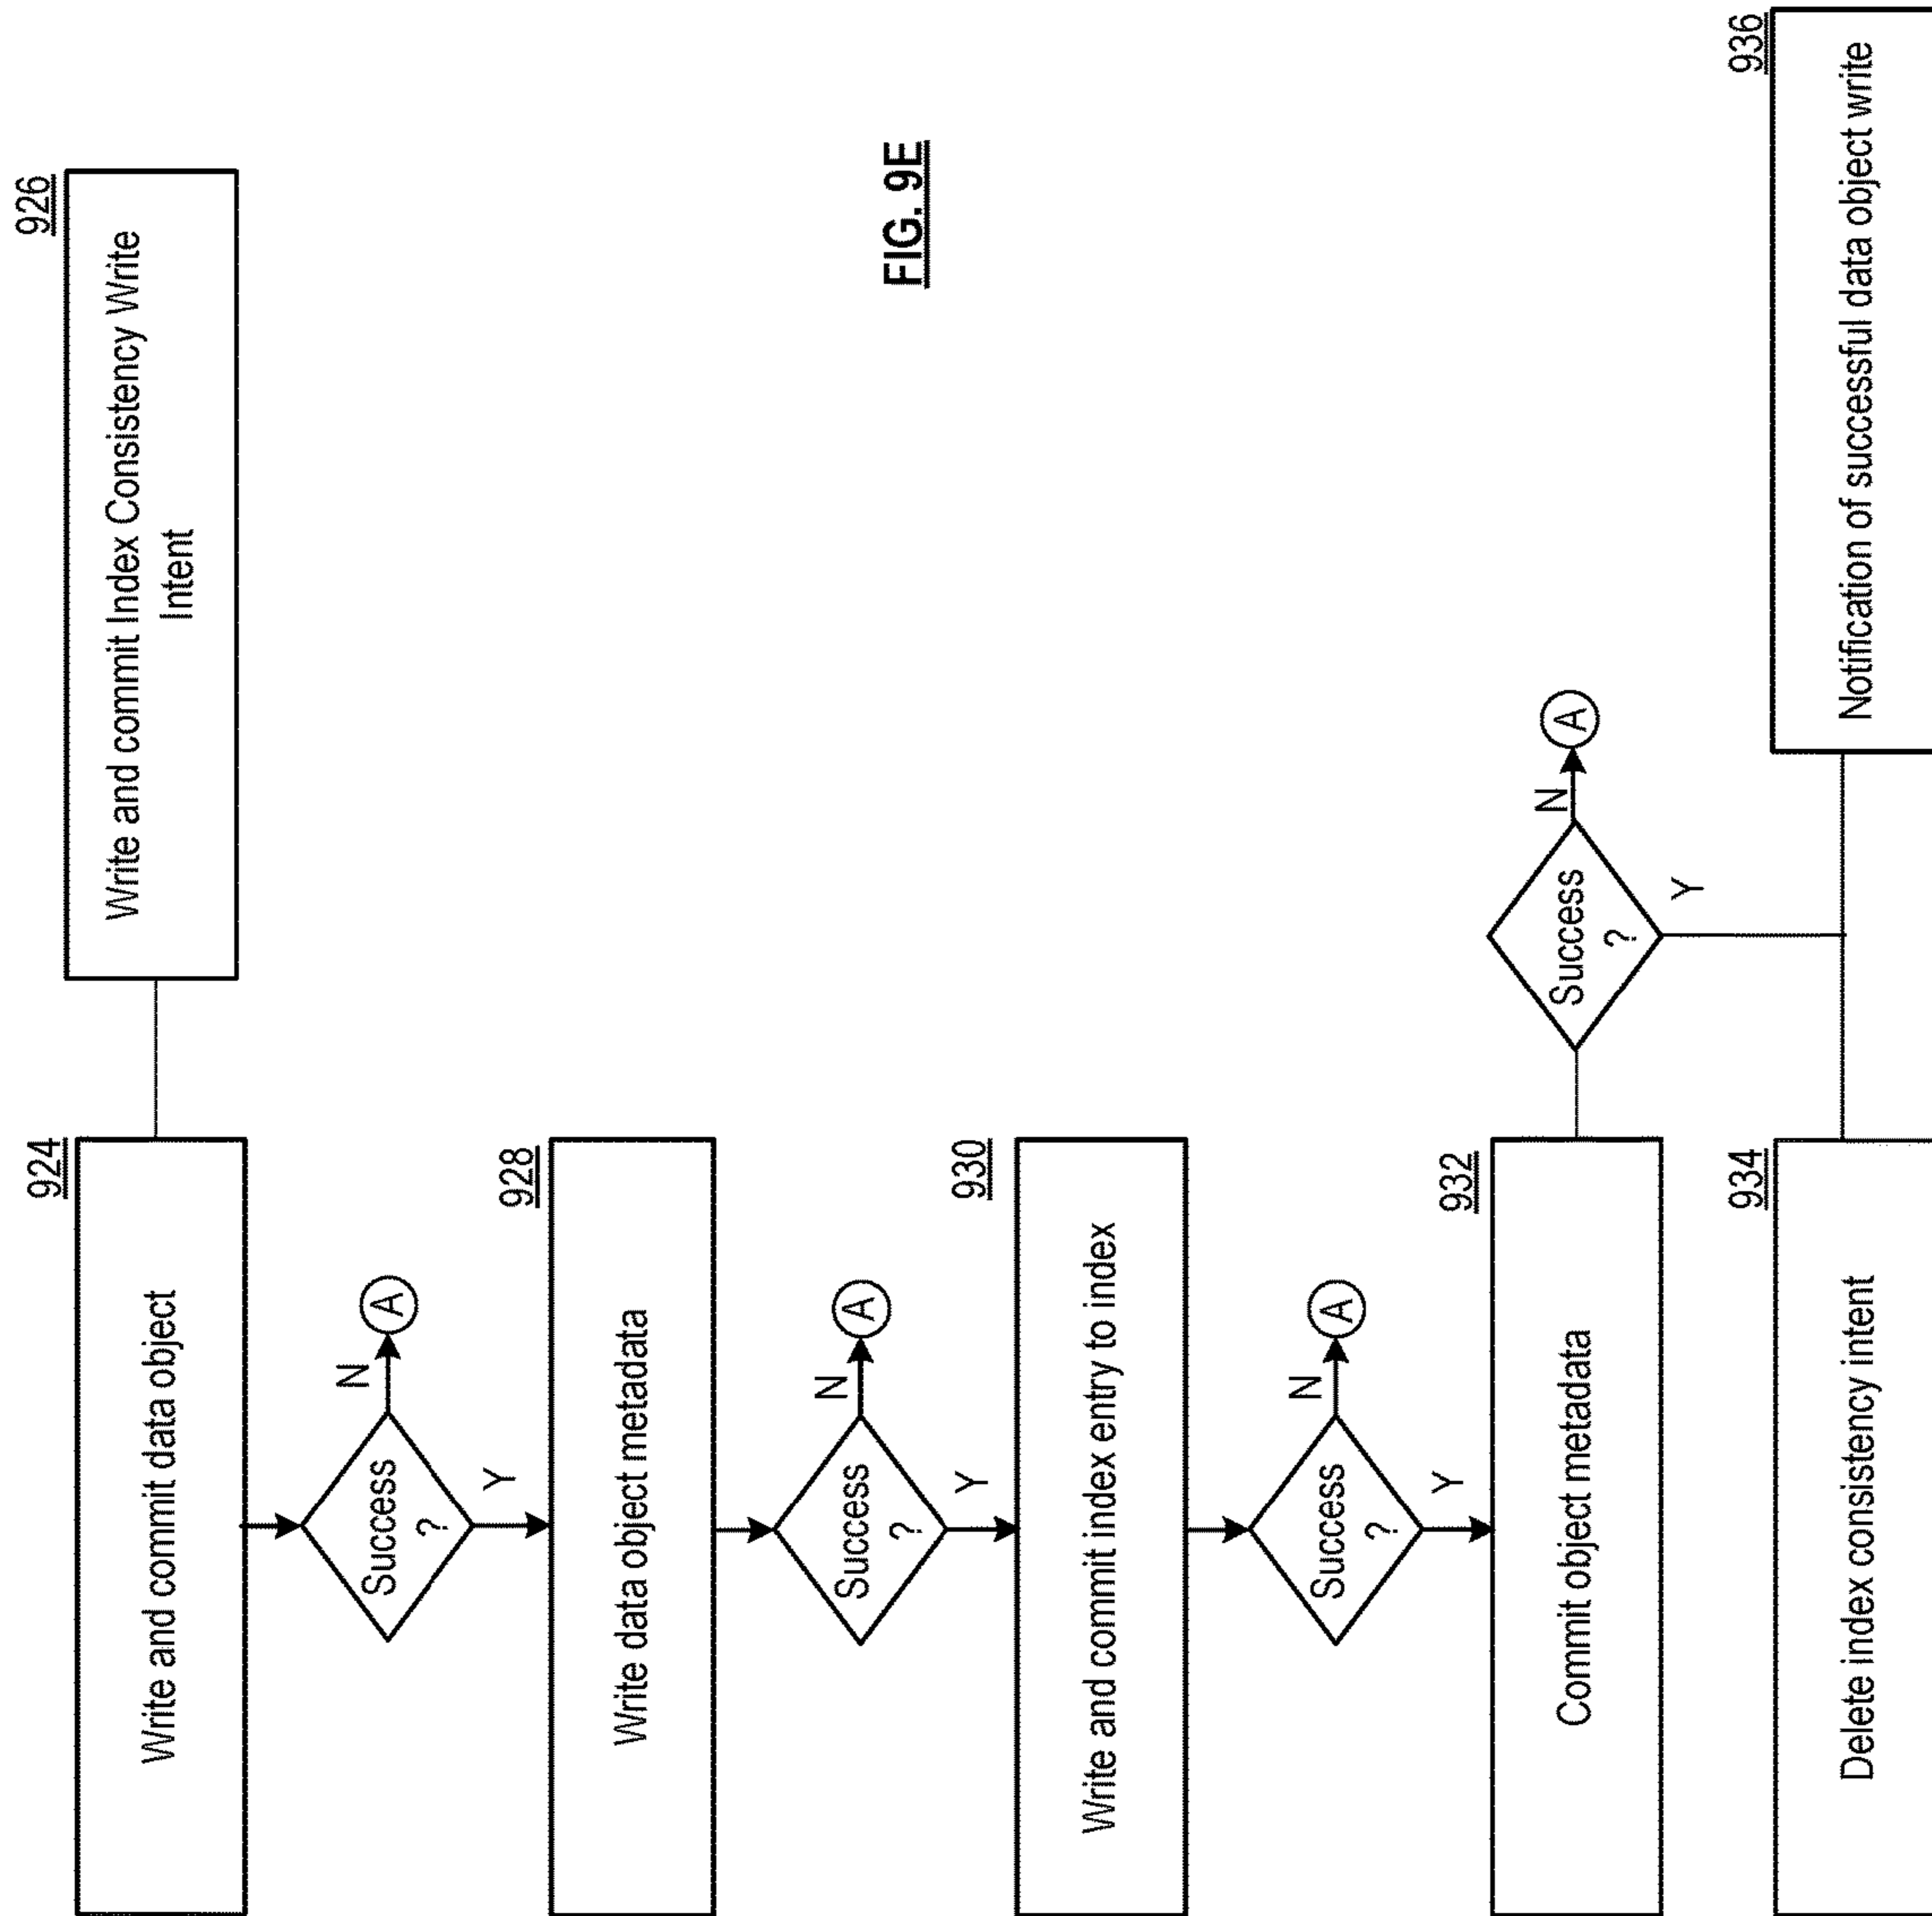 924
Write and commit data object
926
Write and commit Index Consistency Write
Intent
Success
?
N
A
Y
928
Write data object metadata
Success
?
N
A
Y
930
Write and commit index entry to index
Success
?
N
A
Y
932
Commit object metadata
Success
?
N
A
Y
934
Delete index consistency intent
936
Notification of successful data object write
FIG. 9E